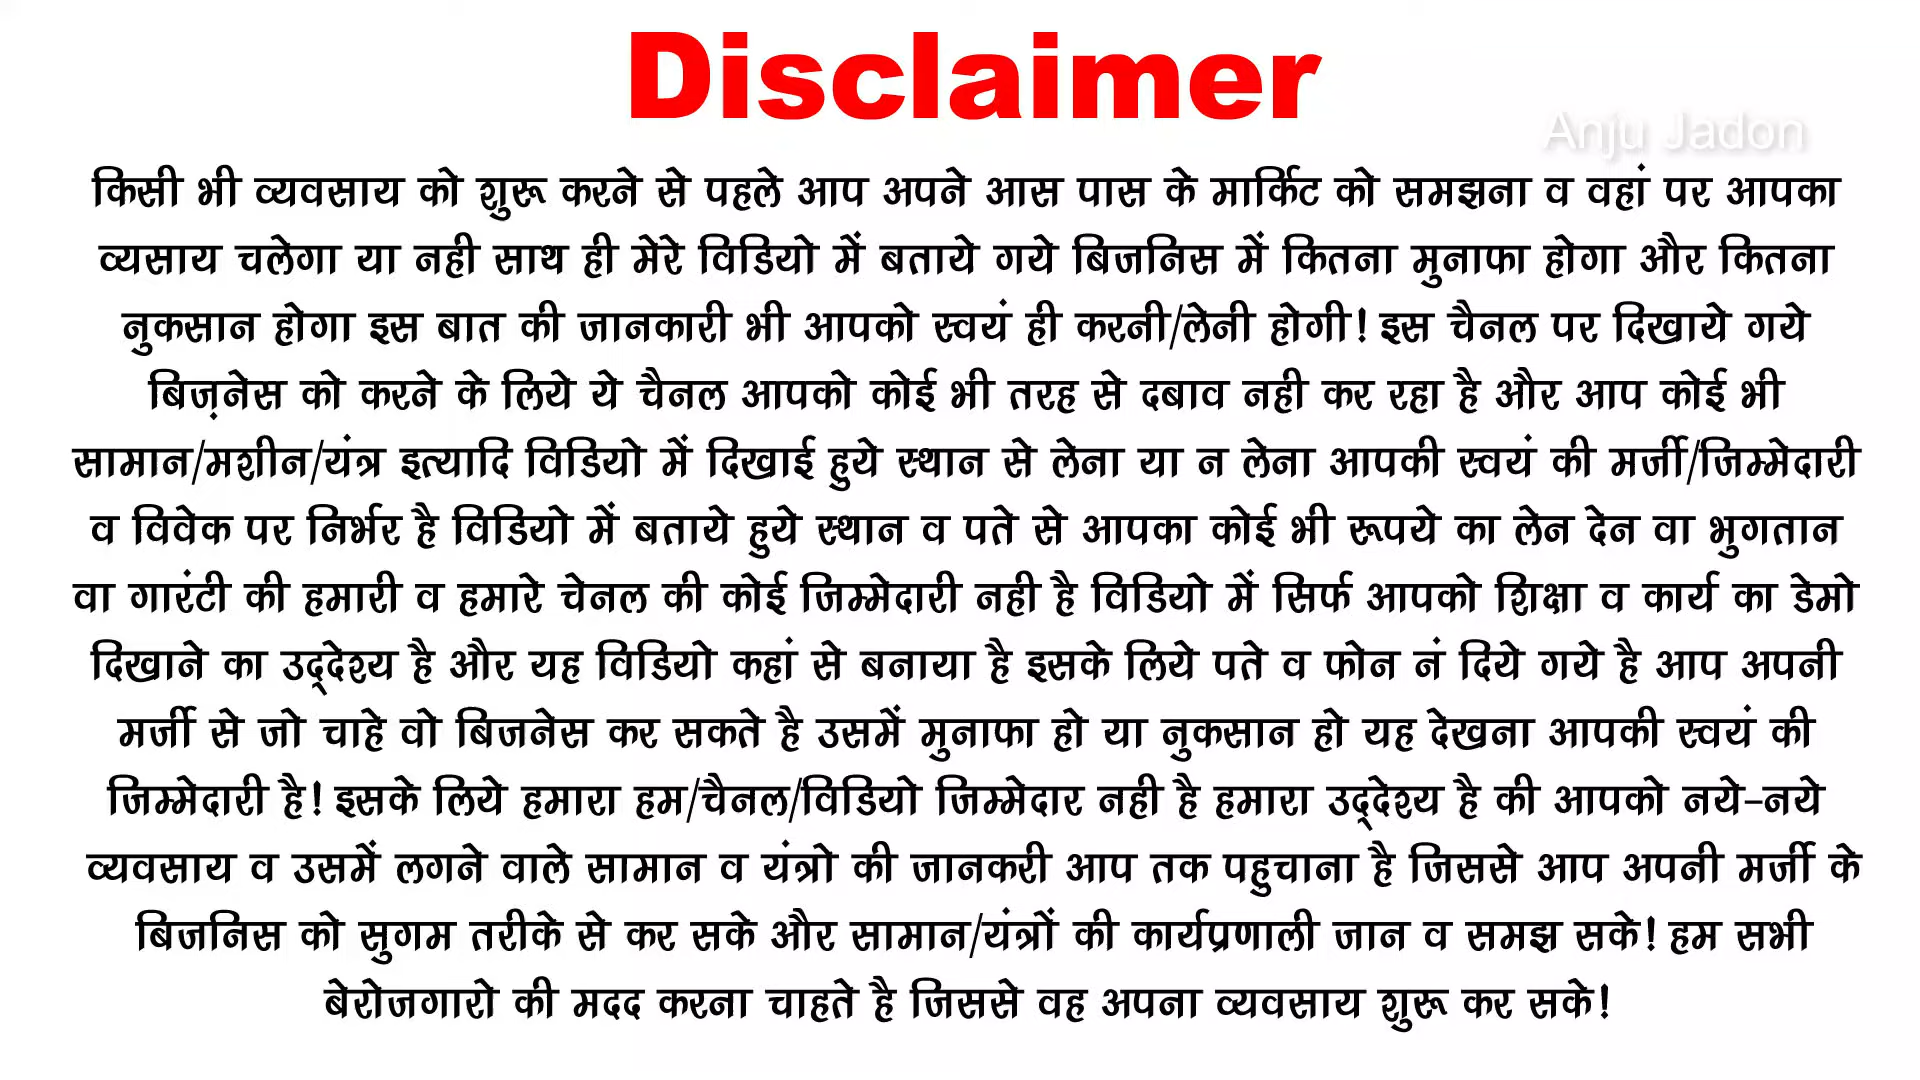 Disclaimer
Anju Jadon
किसी भी व्यवसाय को शुरू करने से पहले आप अपने आस पास के मार्किट को समझना व वहां पर आपका
व्यसाय चलेगा या नही साथ ही मेरे विडियो में बताये गये बिजनिस में कितना मुनाफा होगा और कितना
नुकसान होगा इस बात की जानकारी भी आपको स्वयं ही करनी/लेनी होगी! इस चैनल पर दिखाये गये
बिज़नेस को करने के लिये ये चैनल आपको कोई भी तरह से दबाव नही कर रहा है और आप कोई भी
सामान/मशीन/यंत्र इत्यादि विडियो में दिखाई हुये स्थान से लेना या न लेना आपकी स्वयं की मर्जी/जिम्मेदारी
व विवेक पर निर्भर है विडियो में बताये हुये स्थान व पते से आपका कोई भी रूपये का लेन देन वा भुगतान
वा गारंटी की हमारी व हमारे चेनल की कोई जिम्मेदारी नही है विडियो में सिर्फ आपको शिक्षा व कार्य का डेमो
दिखाने का उद्देश्य है और यह विडियो कहां से बनाया है इसके लिये पते व फोन नं दिये गये है आप अपनी
मर्जी से जो चाहे वो बिजनेस कर सकते है उसमें मुनाफा हो या नुकसान हो यह देखना आपकी स्वयं की
जिम्मेदारी है! इसके लिये हमारा हम/चैनल/विडियो जिम्मेदार नही है हमारा उद्देश्य है की आपको नये-नये
व्यवसाय व उसमें लगने वाले सामान व यंत्रो की जानकरी आप तक पहुचाना है जिससे आप अपनी मर्जी के
बिजनिस को सुगम तरीके से कर सके और सामान/यंत्रों की कार्यप्रणाली जान व समझ सके! हम सभी
बेरोजगारो की मदद करना चाहते है जिससे वह अपना व्यवसाय शुरू कर सके!